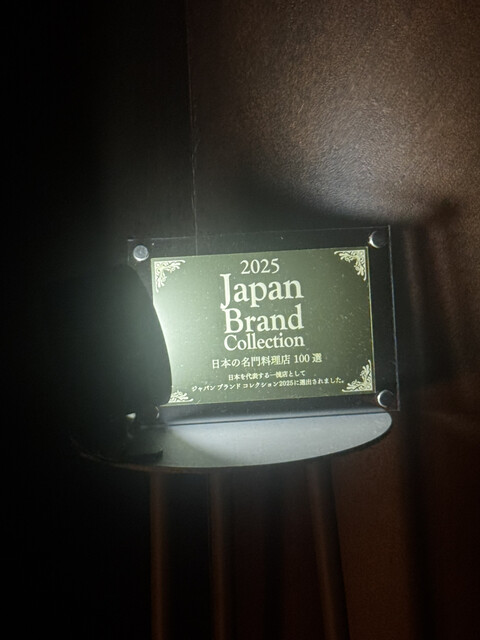 2025
Japan
Brand
Collection
日本の名門料理店 100 選
日本を代表する一流店として
ジャパン ブランド コレクション2025に選出されました。